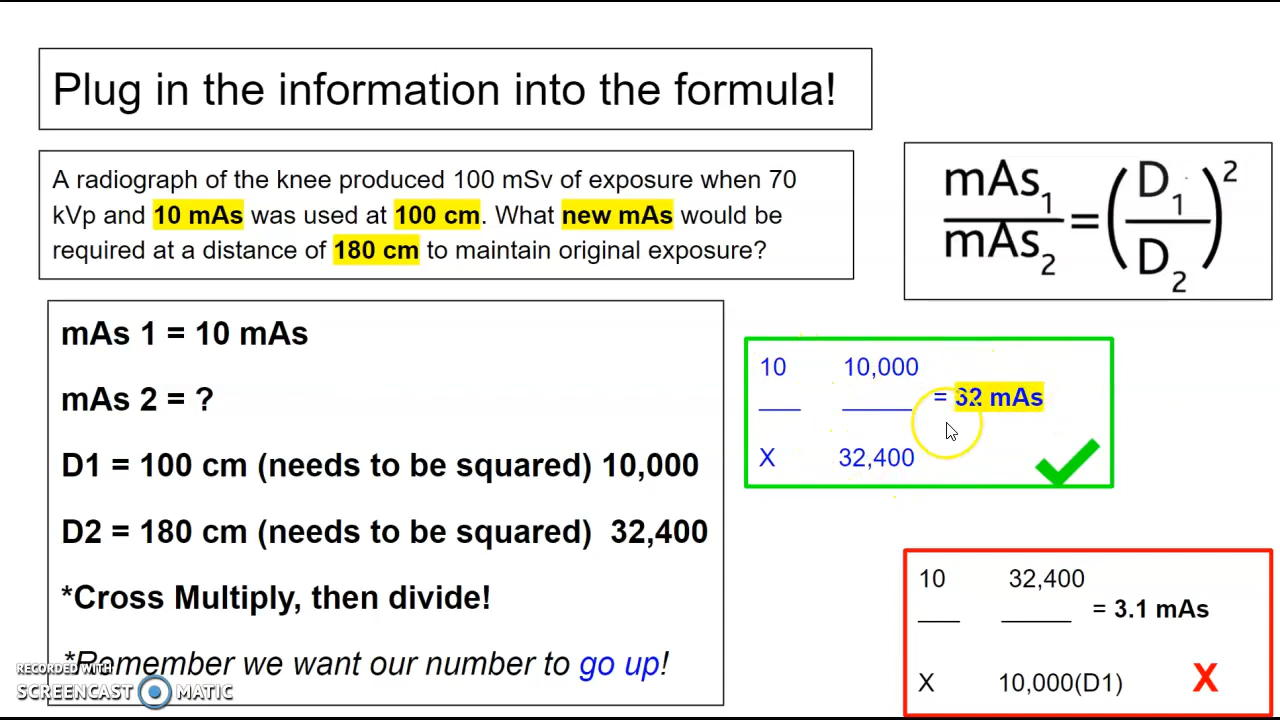 Plug in the information into the formula!
A radiograph of the knee produced 100 mSv of exposure when 70
kVp and 10 mAs was used at 100 cm. What new mAs would be
required at a distance of 180 cm to maintain original exposure?
mAs₁
mAs₂
=
(D₁
D₂)²
mAs 1 = 10 mAs
mAs 2 = ?
D1 = 100 cm (needs to be squared) 10,000
D2 = 180 cm (needs to be squared) 32,400
*Cross Multiply, then divide!
*Remember we want our number to go up!
10 10,000
= 32 mAs
X 32,400
10 32,400
= 3.1 mAs
X 10,000(D1) X
RECORDED WITH
SCREENCAST MATIC